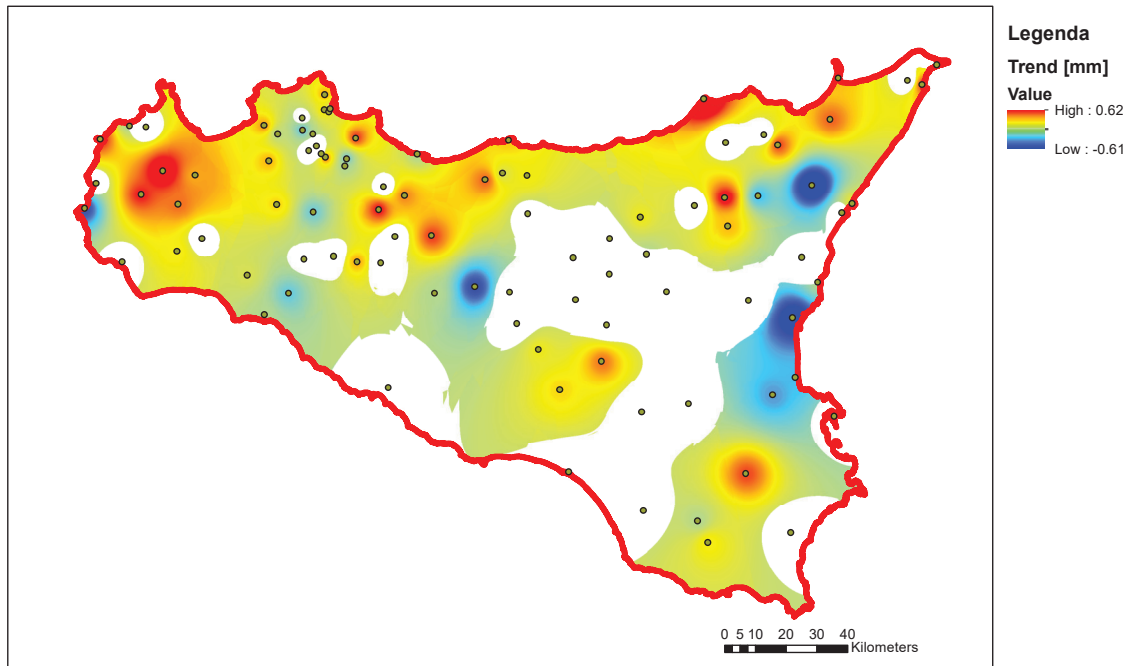 Legenda
Trend [mm]
Value
High : 0.62
Low : -0.61
0 5 10 20 30 40
Kilometers